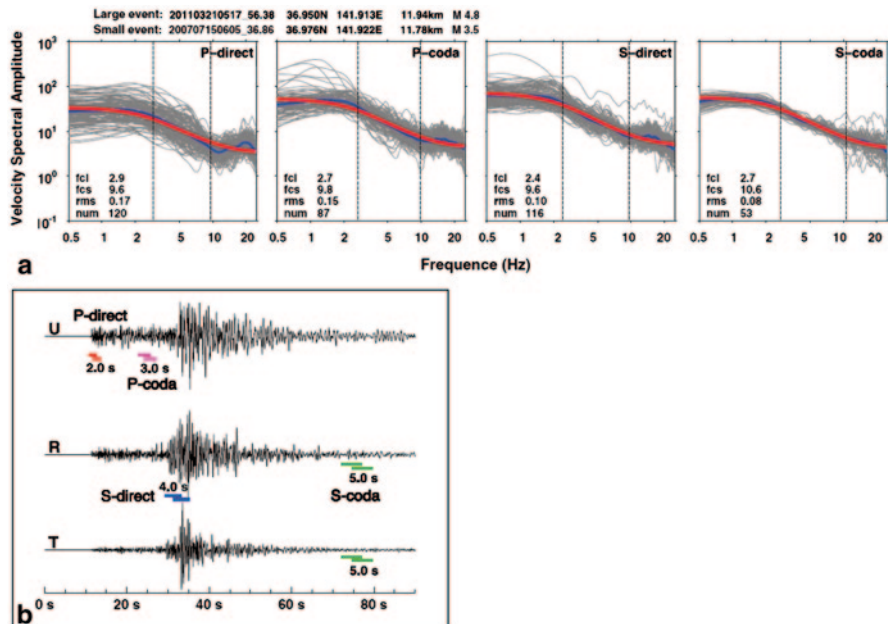 Large event: 201103210517_56.38 36.950N 141.913E 11.94km M 4.8
Small event: 200707150605_36.86 36.976N 141.922E 11.78km M 3.5
Velocity Spectral Amplitude
10³
10²
10¹
10⁰
10⁻¹
P-direct
fcl 2.9
fcs 9.6
rms 0.17
num 120
0.5 1 2 5 10 20
P-coda
fcl 2.7
fcs 9.8
rms 0.15
num 87
0.5 1 2 5 10 20
S-direct
fcl 2.4
fcs 9.6
rms 0.10
num 116
0.5 1 2 5 10 20
S-coda
fcl 2.7
fcs 10.6
rms 0.08
num 53
0.5 1 2 5 10 20
a
Frequence (Hz)
P-direct
U
2.0 s
3.0 s
P-coda
R
4.0 s
5.0 s
S-direct
S-coda
T
5.0 s
0 s 20 s 40 s 60 s 80 s
b